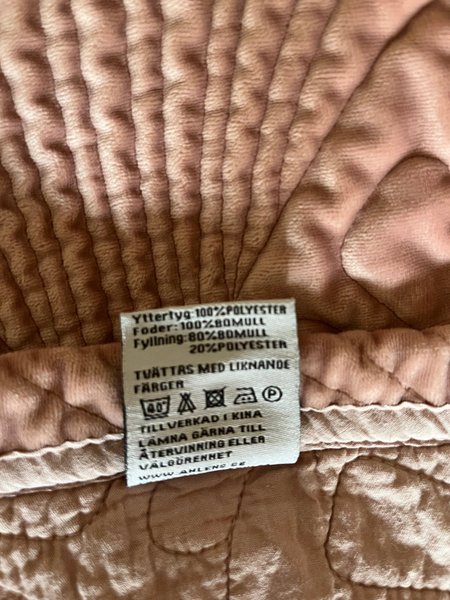 Yttertyg: 100%POLYESTER
Foder: 100%BOMULL
Fyllning: 80%BOMULL
20%POLYESTER
TVÄTTAS MED LIKNANDE
FÄRGER
40 P
TILLVERKAD I KINA
LÄMNA GÄRNA TILL
ÅTERVINNING ELLER
VÄLGÖRENHET
WWW.AHLENS.SE